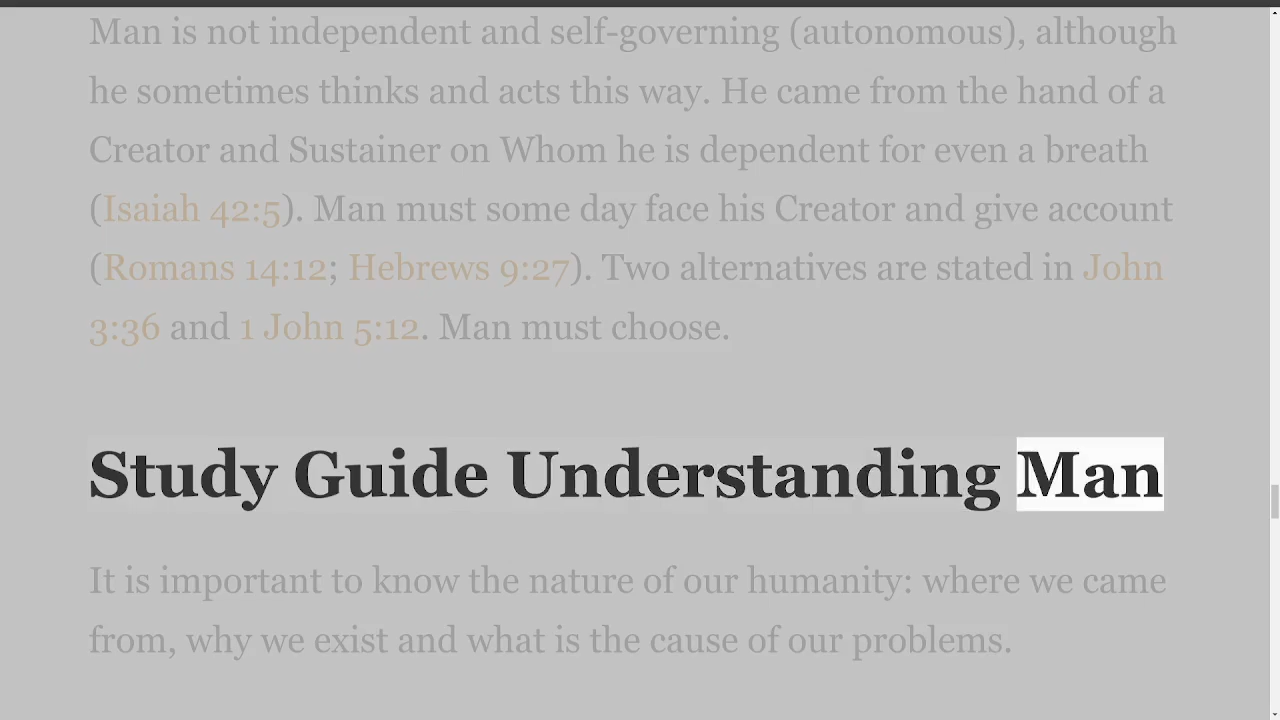 Man is not independent and self-governing (autonomous), although
he sometimes thinks and acts this way. He came from the hand of a
Creator and Sustainer on Whom he is dependent for even a breath
(Isaiah 42:5). Man must some day face his Creator and give account
(Romans 14:12; Hebrews 9:27). Two alternatives are stated in John
3:36 and 1 John 5:12. Man must choose.
Study Guide Understanding Man
It is important to know the nature of our humanity: where we came
from, why we exist and what is the cause of our problems.